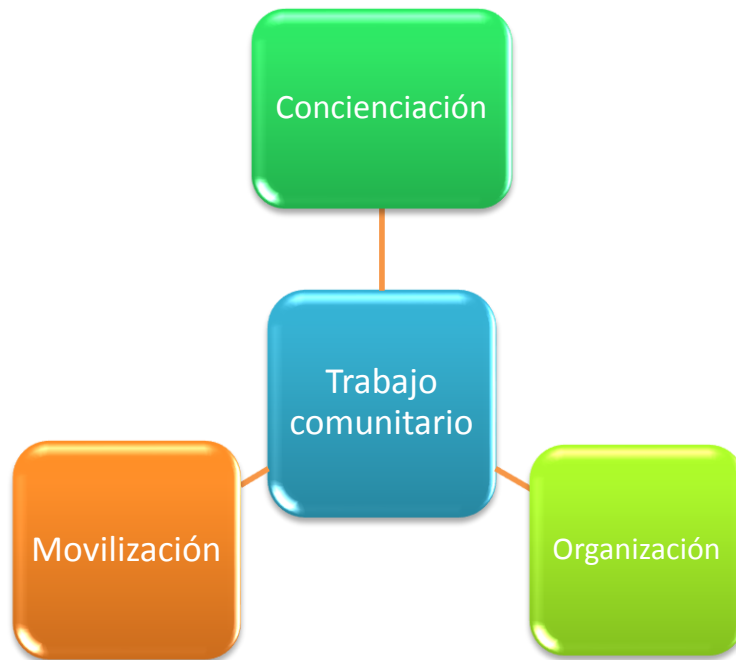 Concienciación
Trabajo
comunitario
Movilización
Organización